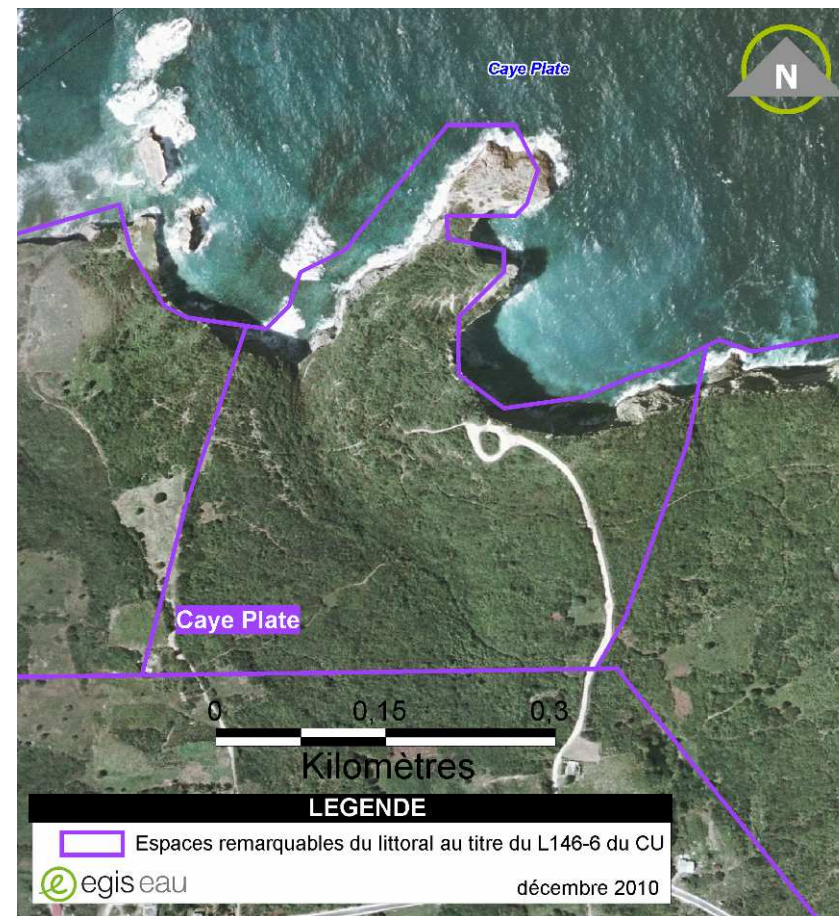 Caye Plate
N
Caye Plate
0 0,15 0,3
Kilomètres
LEGENDE
Espaces remarquables du littoral au titre du L146-6 du CU
e egis eau
décembre 2010